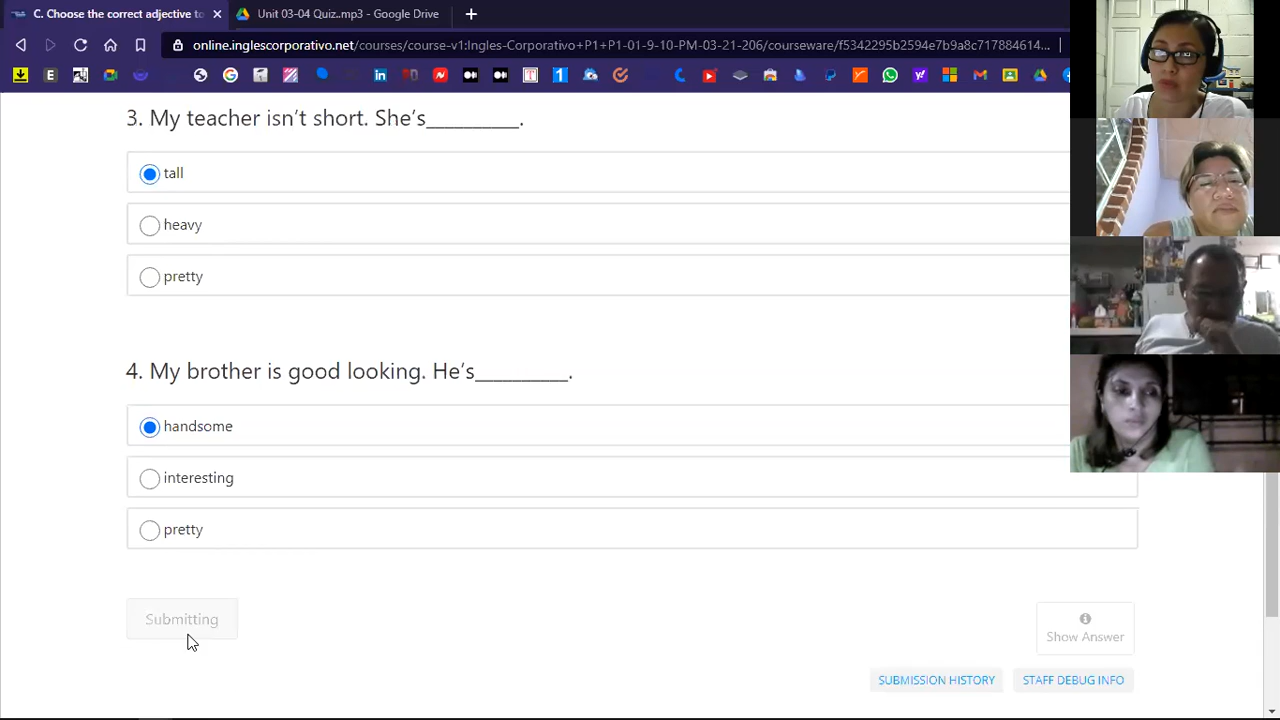 C. Choose the correct adjective to
Unit 03-04 Quiz..mp3 - Google Drive
online.inglescorporativo.net/courses/course-v1:Ingles-Corporativo+P1+P1-01-9-10-PM-03-21-206/courseware/f5342295b2594e7b9a8c717884614...
3. My teacher isn’t short. She’s__________.
tall
heavy
pretty
4. My brother is good looking. He’s__________.
handsome
interesting
pretty
Submitting
Show Answer
SUBMISSION HISTORY
STAFF DEBUG INFO